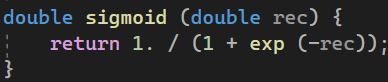 double sigmoid (double rec) {
    return 1. / (1 + exp (-rec));
}